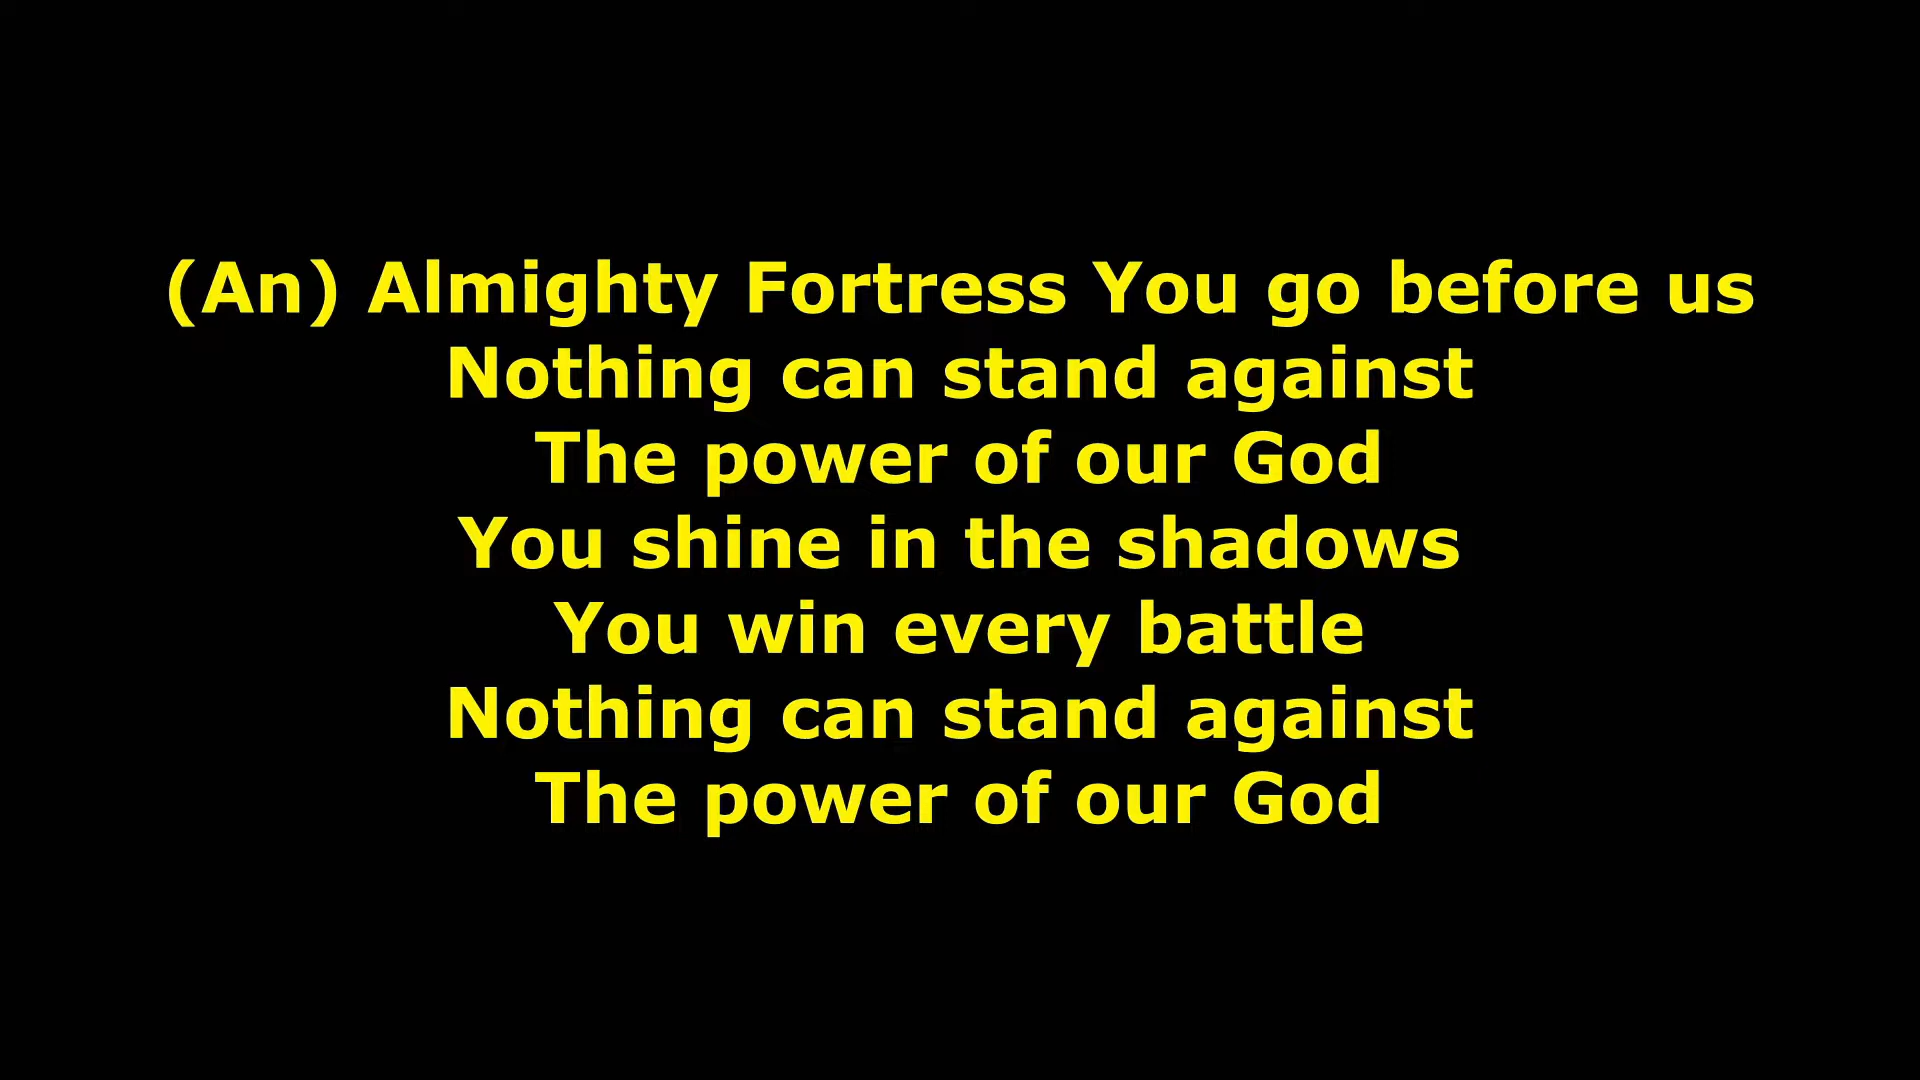 (An) Almighty Fortress You go before us
Nothing can stand against
The power of our God
You shine in the shadows
You win every battle
Nothing can stand against
The power of our God